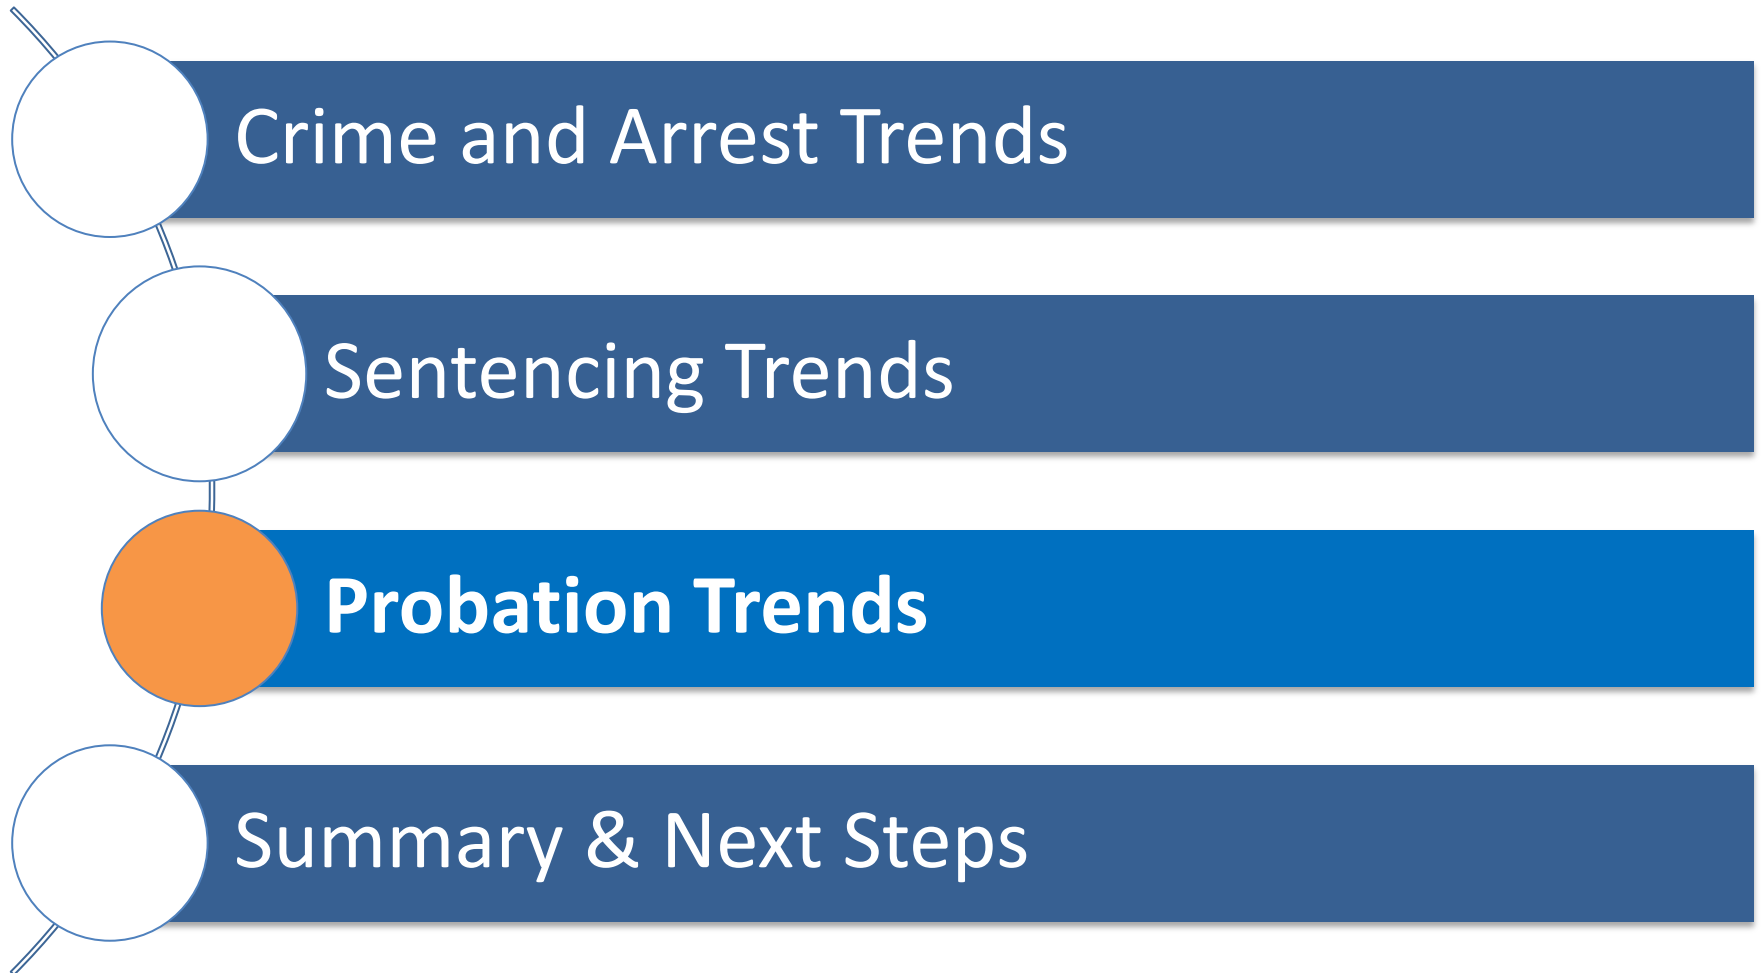 Crime and Arrest Trends
Sentencing Trends
Probation Trends
Summary & Next Steps